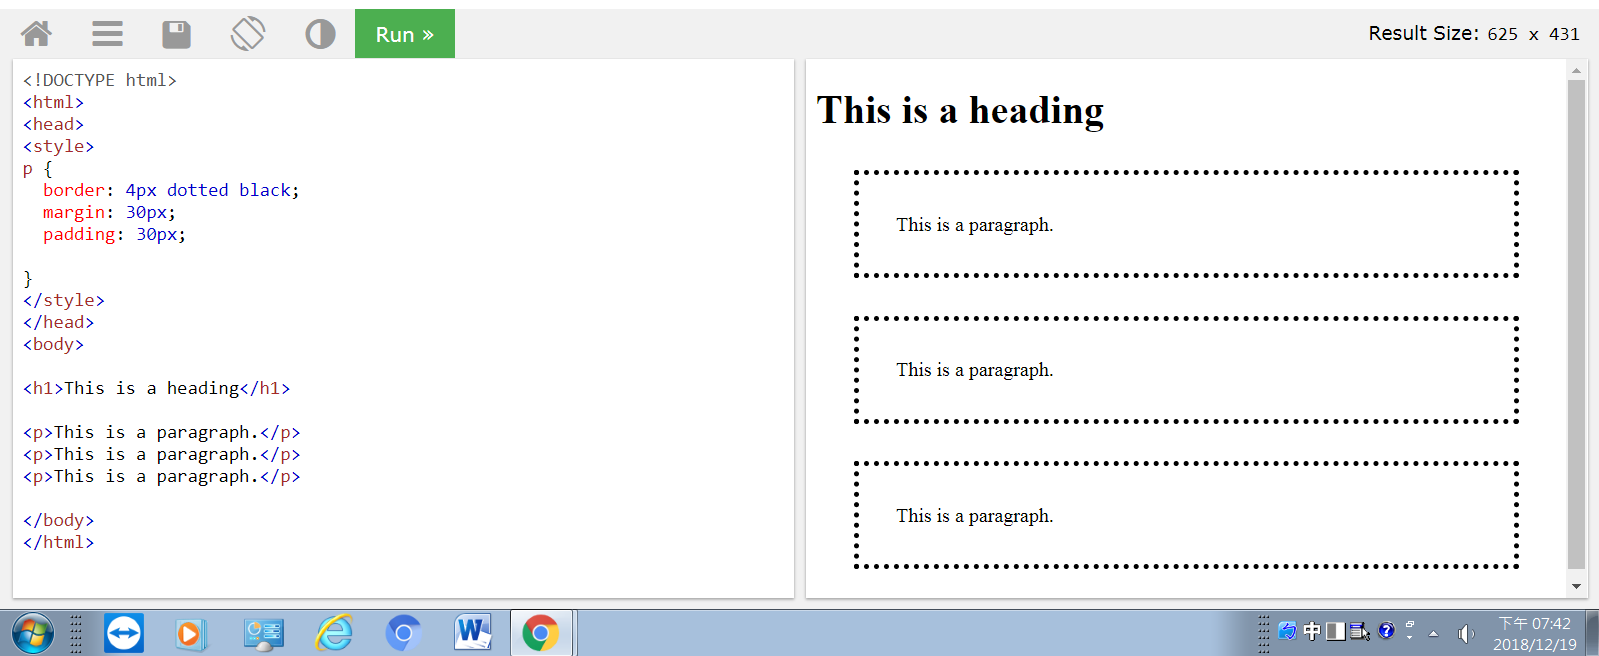 Run »
Result Size: 625 x 431
<!DOCTYPE html>
<html>
<head>
<style>
p {
  border: 4px dotted black;
  margin: 30px;
  padding: 30px;
}
</style>
</head>
<body>
<h1>This is a heading</h1>
<p>This is a paragraph.</p>
<p>This is a paragraph.</p>
<p>This is a paragraph.</p>
</body>
</html>
This is a heading
This is a paragraph.
This is a paragraph.
This is a paragraph.
W
中
?
下午 07:42
2018/12/19